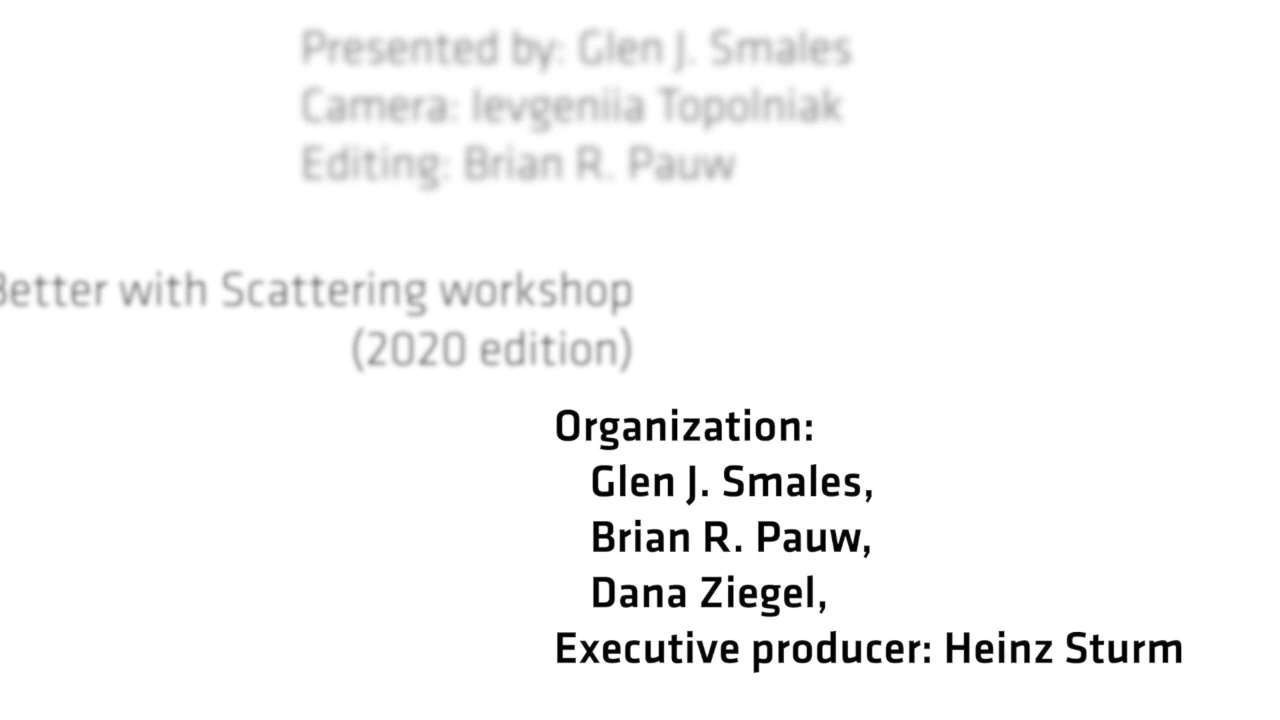 Presented by: Glen J. Smales
Camera: Ievgeniia Topolniak
Editing: Brian R. Pauw
Better with Scattering workshop
(2020 edition)
Organization:
Glen J. Smales,
Brian R. Pauw,
Dana Ziegel,
Executive producer: Heinz Sturm